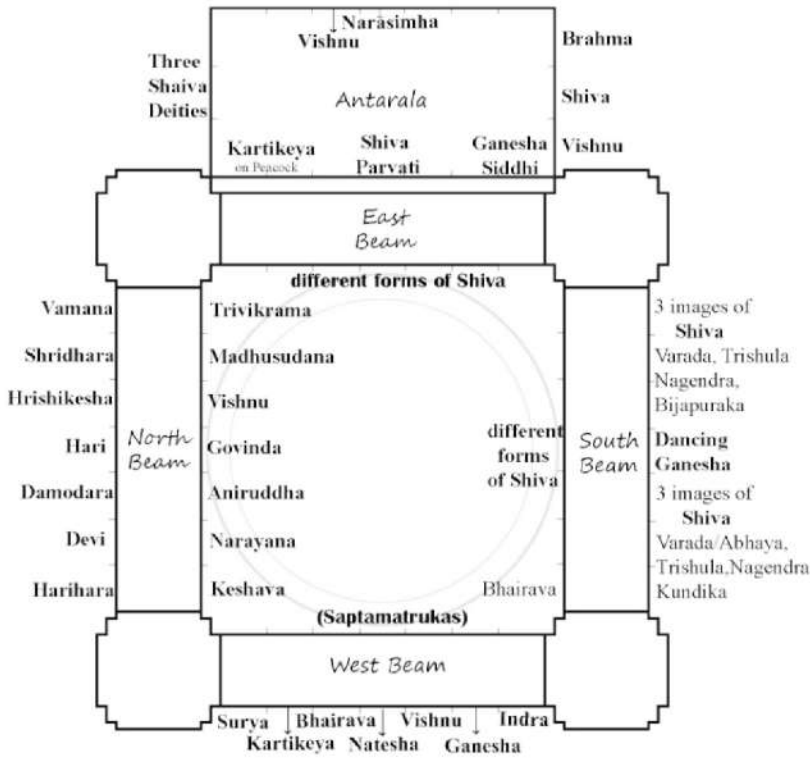 Narasimha
Vishnu
Brahma
Three
Shaiva
Deities
Antarala
Shiva
Kartikeya
on Peacock
Shiva
Parvati
Ganesha
Siddhi
Vishnu
East
Beam
different forms of Shiva
Vamana
Shridhara
Hrishikesha
Hari
Damodara
Devi
Harihara
North
Beam
Trivikrama
Madhusudana
Vishnu
Govinda
Aniruddha
Narayana
Keshava
different
forms
of Shiva
Bhairava
South
Beam
3 images of
Shiva
Varada, Trishula
Nagendra,
Bijapuraka
Dancing
Ganesha
3 images of
Shiva
Varada/Abhaya,
Trishula,Nagendra
Kundika
(Saptamatrukas)
West Beam
Surya Bhairava Vishnu Indra
Kartikeya Natesha Ganesha